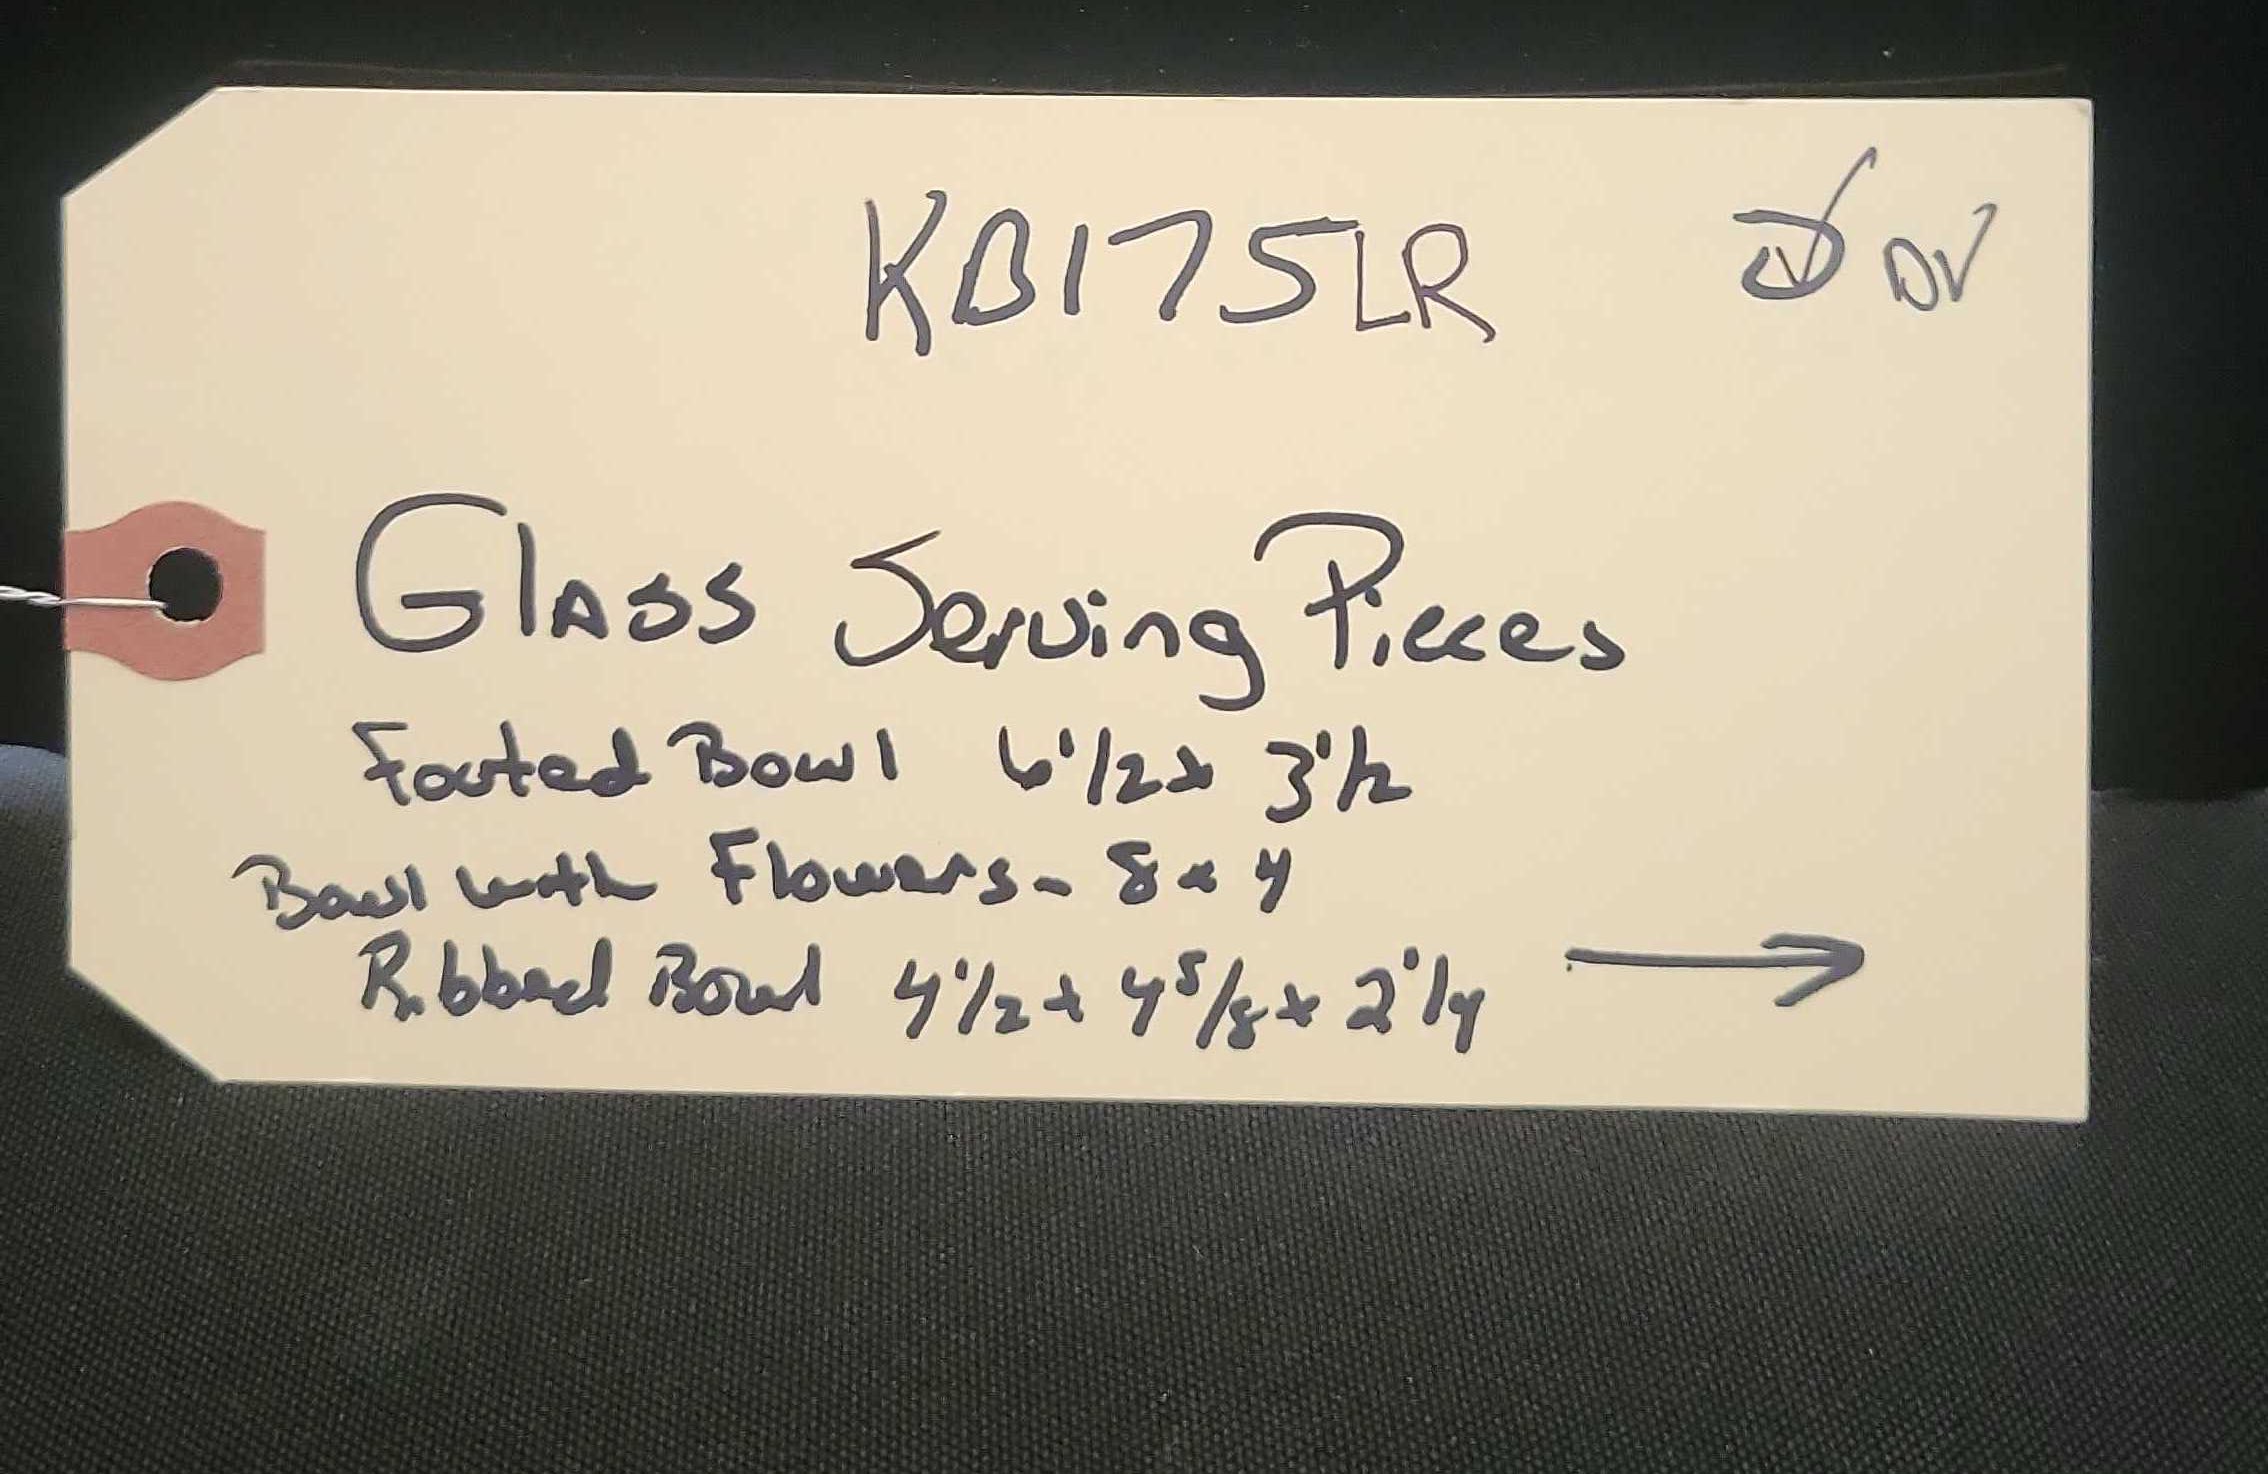 KB175LR DV
Glass Serving Pieces
Footed Bowl 6 1/2 x 3 1/2
Bowl with Flowers - 8 x 4
Ribbed Bowl 4 1/2 x 4 5/8 x 2 1/4 →